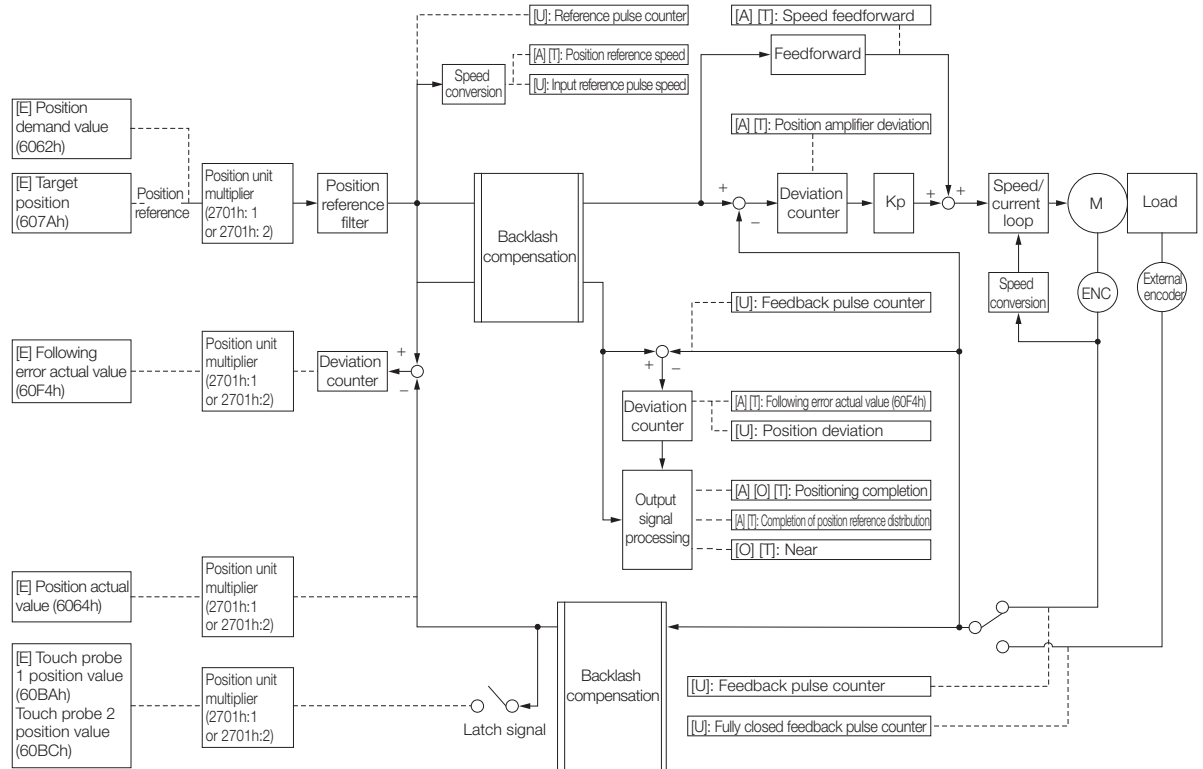 [U]: Reference pulse counter
[A] [T]: Speed feedforward
Feedforward
[A] [T]: Position reference speed
Speed
conversion
[U]: Input reference pulse speed
[E] Position
demand value
(6062h)
[A] [T]: Position amplifier deviation
[E] Target
position
(607Ah)
Position
reference
Position unit
multiplier
(2701h: 1
or 2701h: 2)
Position
reference
filter
Backlash
compensation
+
−
Deviation
counter
Kp
+
+
Speed/
current
loop
M
Load
Speed
conversion
ENC
External
encoder
[U]: Feedback pulse counter
[E] Following
error actual
value (60F4h)
Position unit
multiplier
(2701h:1
or 2701h:2)
Deviation
counter
+
−
+
−
Deviation
counter
[A] [T]: Following error actual value (60F4h)
[U]: Position deviation
Output
signal
processing
[A] [O] [T]: Positioning completion
[A] [T]: Completion of position reference distribution
[O] [T]: Near
[E] Position actual
value (6064h)
Position unit
multiplier
(2701h:1
or 2701h:2)
[E] Touch probe
1 position value
(60BAh)
Touch probe 2
position value
(60BCh)
Position unit
multiplier
(2701h:1
or 2701h:2)
Latch signal
Backlash
compensation
[U]: Feedback pulse counter
[U]: Fully closed feedback pulse counter